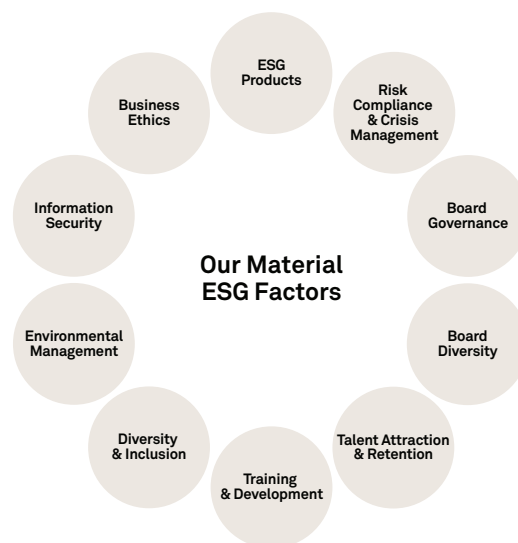 ESG
Products
Risk
Compliance
& Crisis
Management
Board
Governance
Board
Diversity
Talent Attraction
& Retention
Training
& Development
Diversity
& Inclusion
Environmental
Management
Information
Security
Business
Ethics
Our Material
ESG Factors